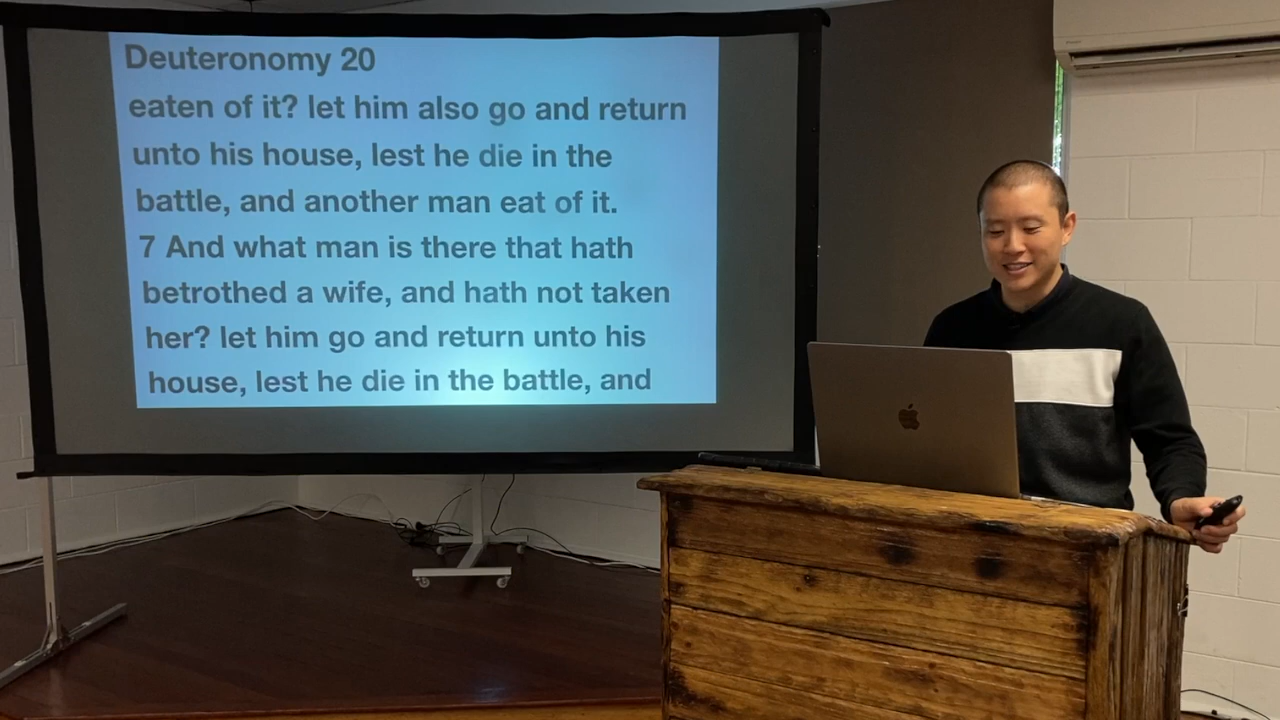 Deuteronomy 20
eaten of it? let him also go and return
unto his house, lest he die in the
battle, and another man eat of it.
7 And what man is there that hath
betrothed a wife, and hath not taken
her? let him go and return unto his
house, lest he die in the battle, and